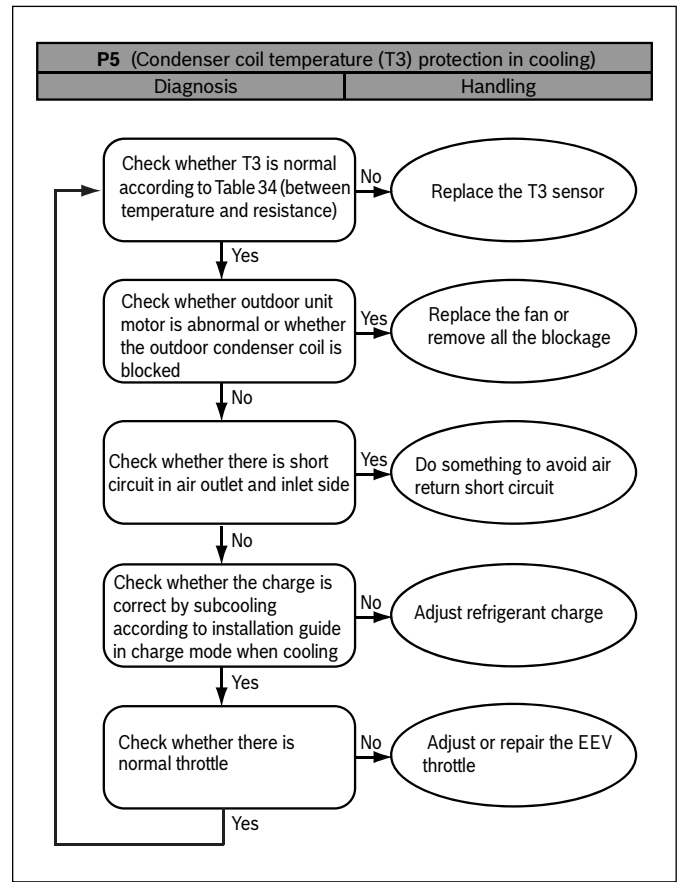 P5 (Condenser coil temperature (T3) protection in cooling)
Diagnosis
Handling
Check whether T3 is normal
according to Table 34 (between
temperature and resistance)
No
Replace the T3 sensor
Yes
Check whether outdoor unit
motor is abnormal or whether
the outdoor condenser coil is
blocked
Yes
Replace the fan or
remove all the blockage
No
Check whether there is short
circuit in air outlet and inlet side
Yes
Do something to avoid air
return short circuit
No
Check whether the charge is
correct by subcooling
according to installation guide
in charge mode when cooling
No
Adjust refrigerant charge
Yes
Check whether there is
normal throttle
No
Adjust or repair the EEV
throttle
Yes